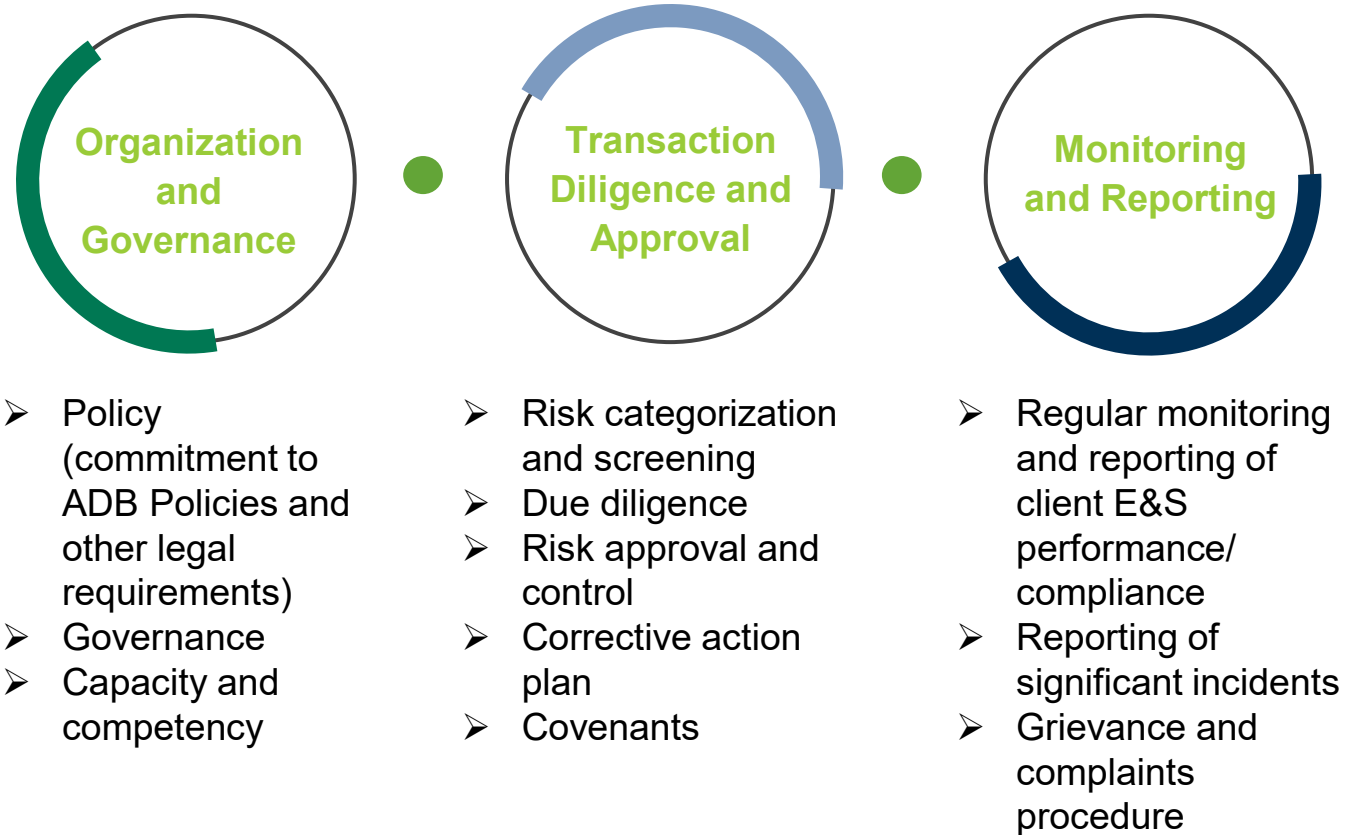 Organization
and
Governance
Transaction
Diligence and
Approval
Monitoring
and Reporting
➢ Policy
(commitment to
ADB Policies and
other legal
requirements)
➢ Governance
➢ Capacity and
competency
➢ Risk categorization
and screening
➢ Due diligence
➢ Risk approval and
control
➢ Corrective action
plan
➢ Covenants
➢ Regular monitoring
and reporting of
client E&S
performance/
compliance
➢ Reporting of
significant incidents
➢ Grievance and
complaints
procedure